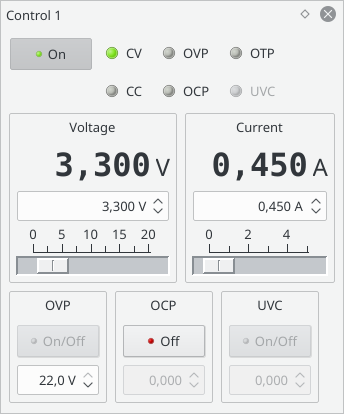 Control 1
On CV OVP OTP
CC OCP UVC
Voltage Current
3,300 V 0,450 A
3,300 V 0,450 A
0 5 10 15 20 0 2 4
OVP OCP UVC
On/Off Off On/Off
22,0 V 0,000 0,000